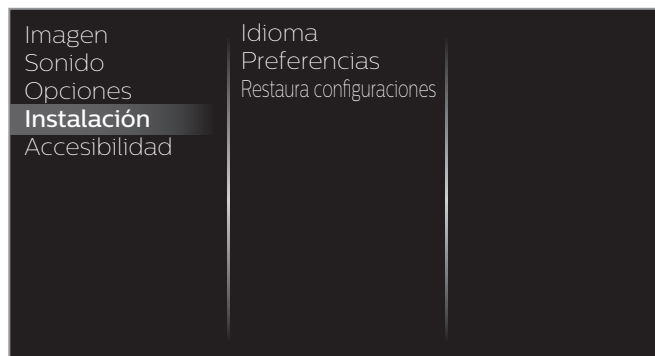 Imagen
Sonido
Opciones
Instalación
Accesibilidad
Idioma
Preferencias
Restaura configuraciones